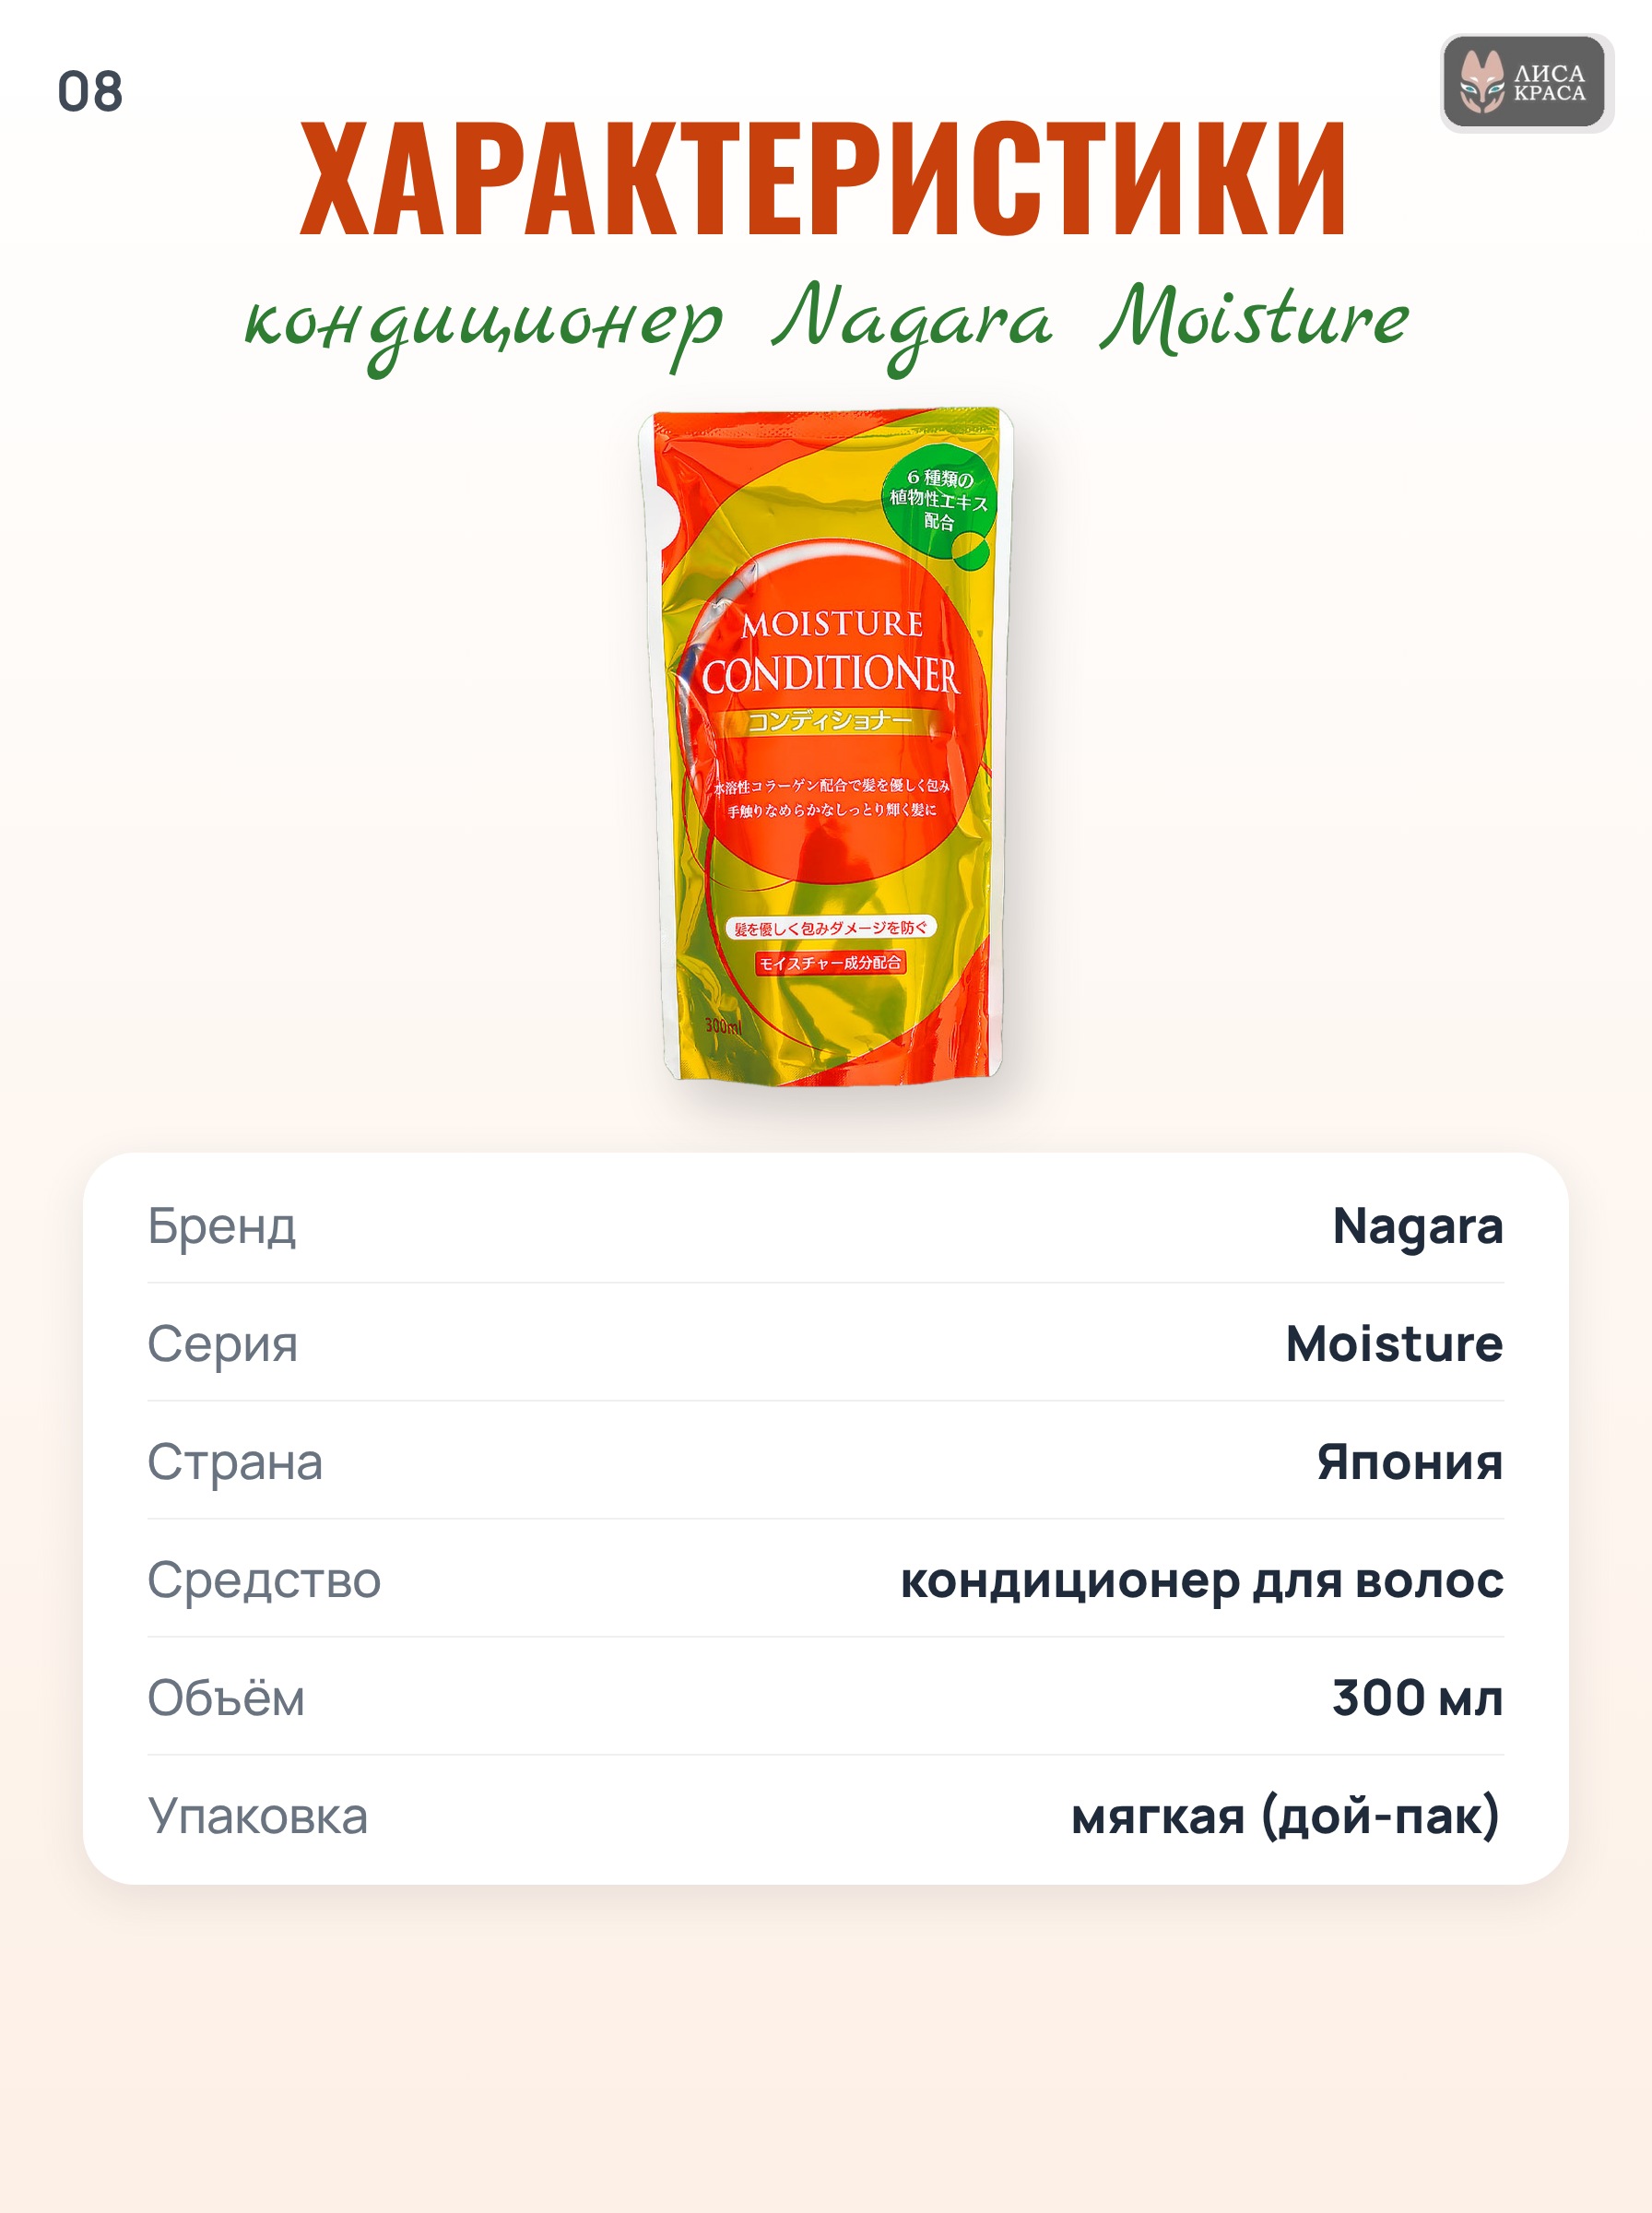 08
ЛИСА
КРАСА
ХАРАКТЕРИСТИКИ
кондиционер Nagara Moisture
6 種類の
植物性エキス
配合
MOISTURE
CONDITIONER
コンディショナー
水溶性コラーゲン配合で髪を優しく包み
手触りなめらかなしっとり輝く髪に
髪を優しく包みダメージを防ぐ
モイスチャー成分配合
300ml
Бренд Nagara
Серия Moisture
Страна Япония
Средство кондиционер для волос
Объём 300 мл
Упаковка мягкая (дой-пак)